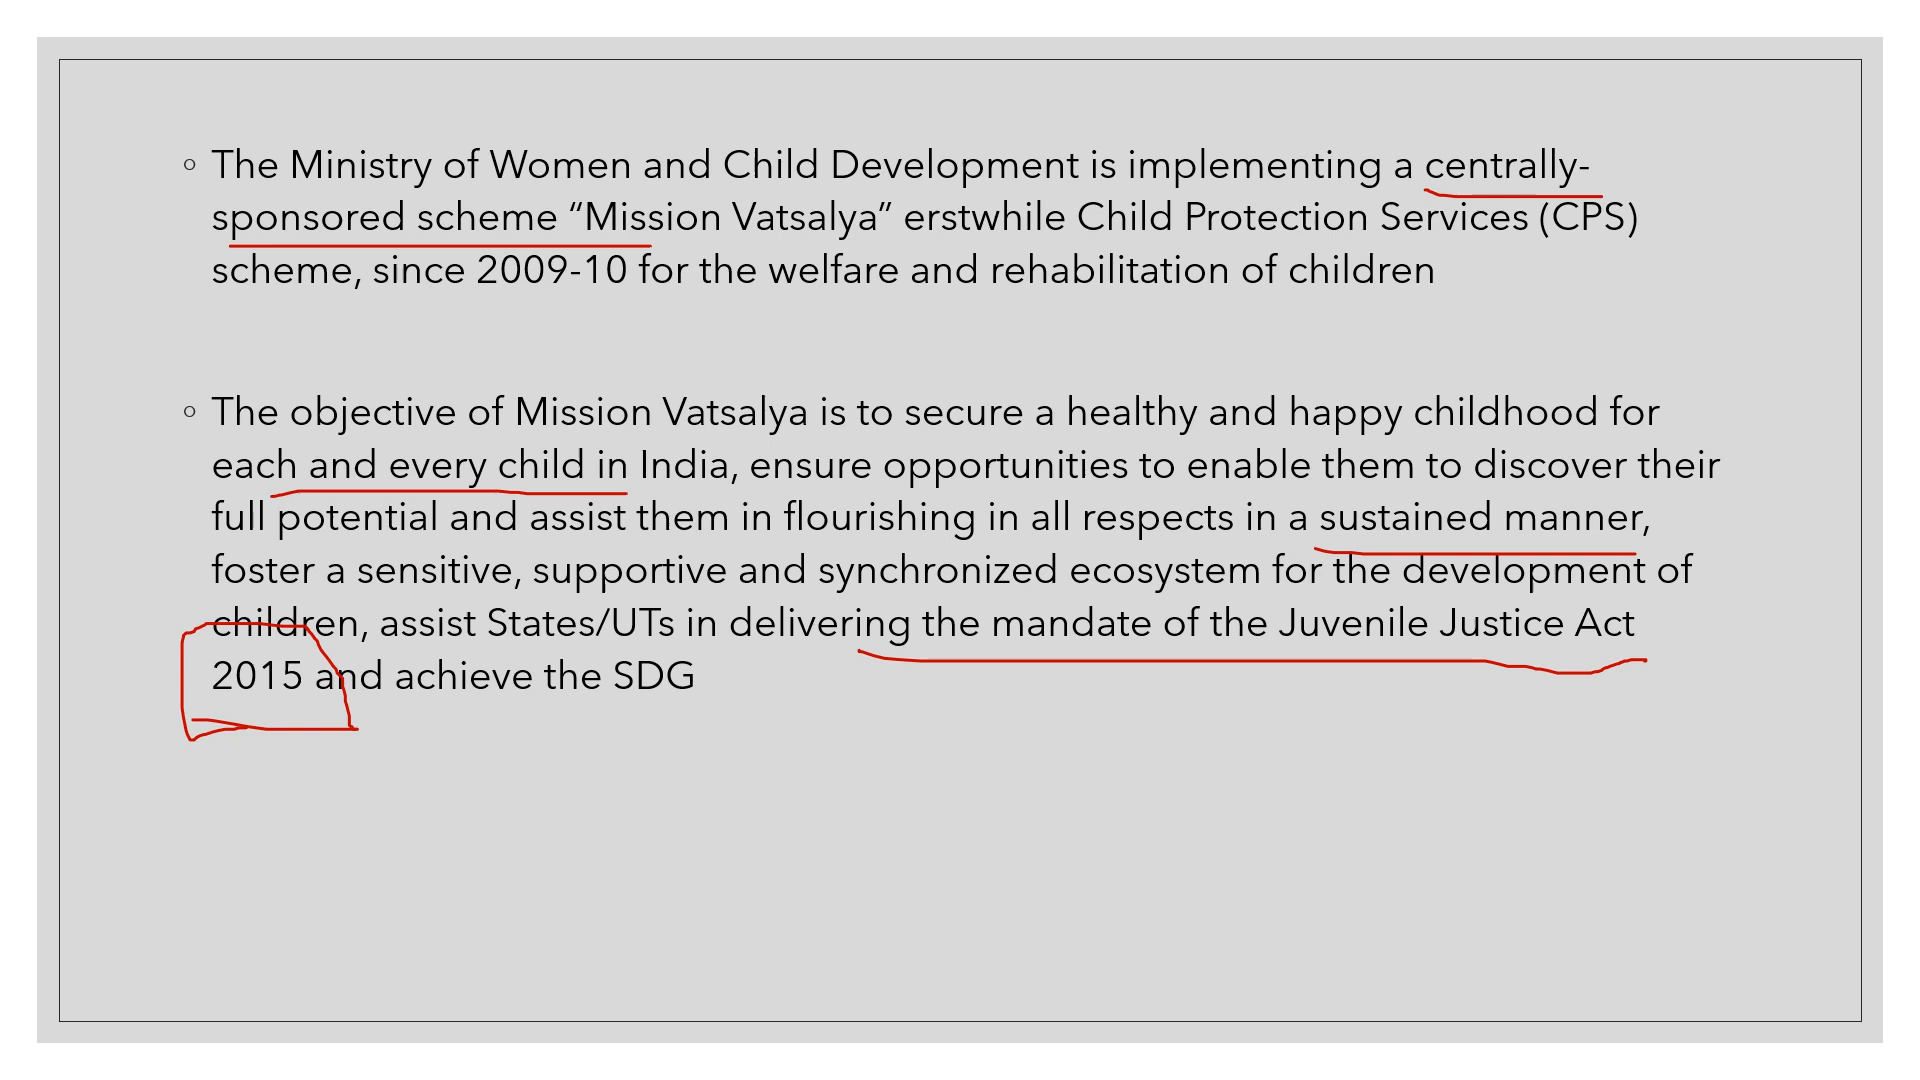 ◦ The Ministry of Women and Child Development is implementing a centrally-
sponsored scheme “Mission Vatsalya” erstwhile Child Protection Services (CPS)
scheme, since 2009-10 for the welfare and rehabilitation of children
◦ The objective of Mission Vatsalya is to secure a healthy and happy childhood for
each and every child in India, ensure opportunities to enable them to discover their
full potential and assist them in flourishing in all respects in a sustained manner,
foster a sensitive, supportive and synchronized ecosystem for the development of
children, assist States/UTs in delivering the mandate of the Juvenile Justice Act
2015 and achieve the SDG